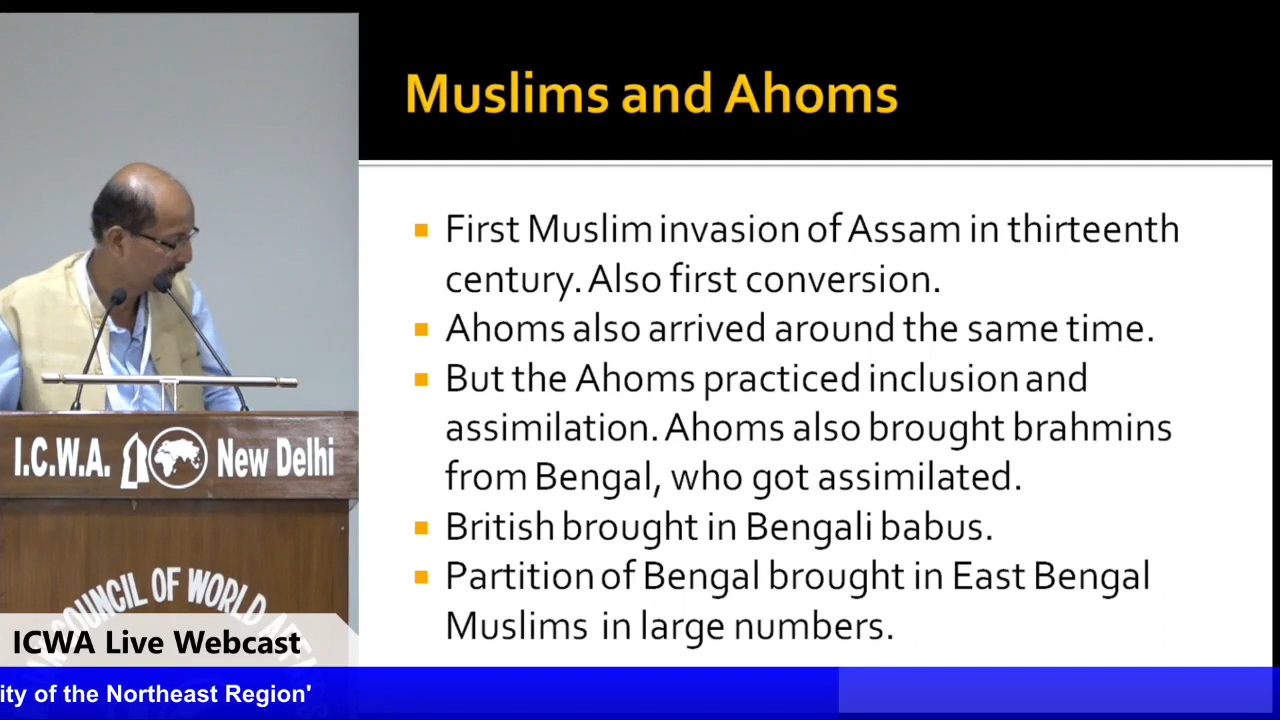 Muslims and Ahoms
First Muslim invasion of Assam in thirteenth
century. Also first conversion.
Ahoms also arrived around the same time.
But the Ahoms practiced inclusion and
assimilation. Ahoms also brought brahmins
from Bengal, who got assimilated.
British brought in Bengali babus.
Partition of Bengal brought in East Bengal
Muslims in large numbers.
I.C.W.A. New Delhi
COUNCIL OF WORLD
ICWA Live Webcast
ity of the Northeast Region'